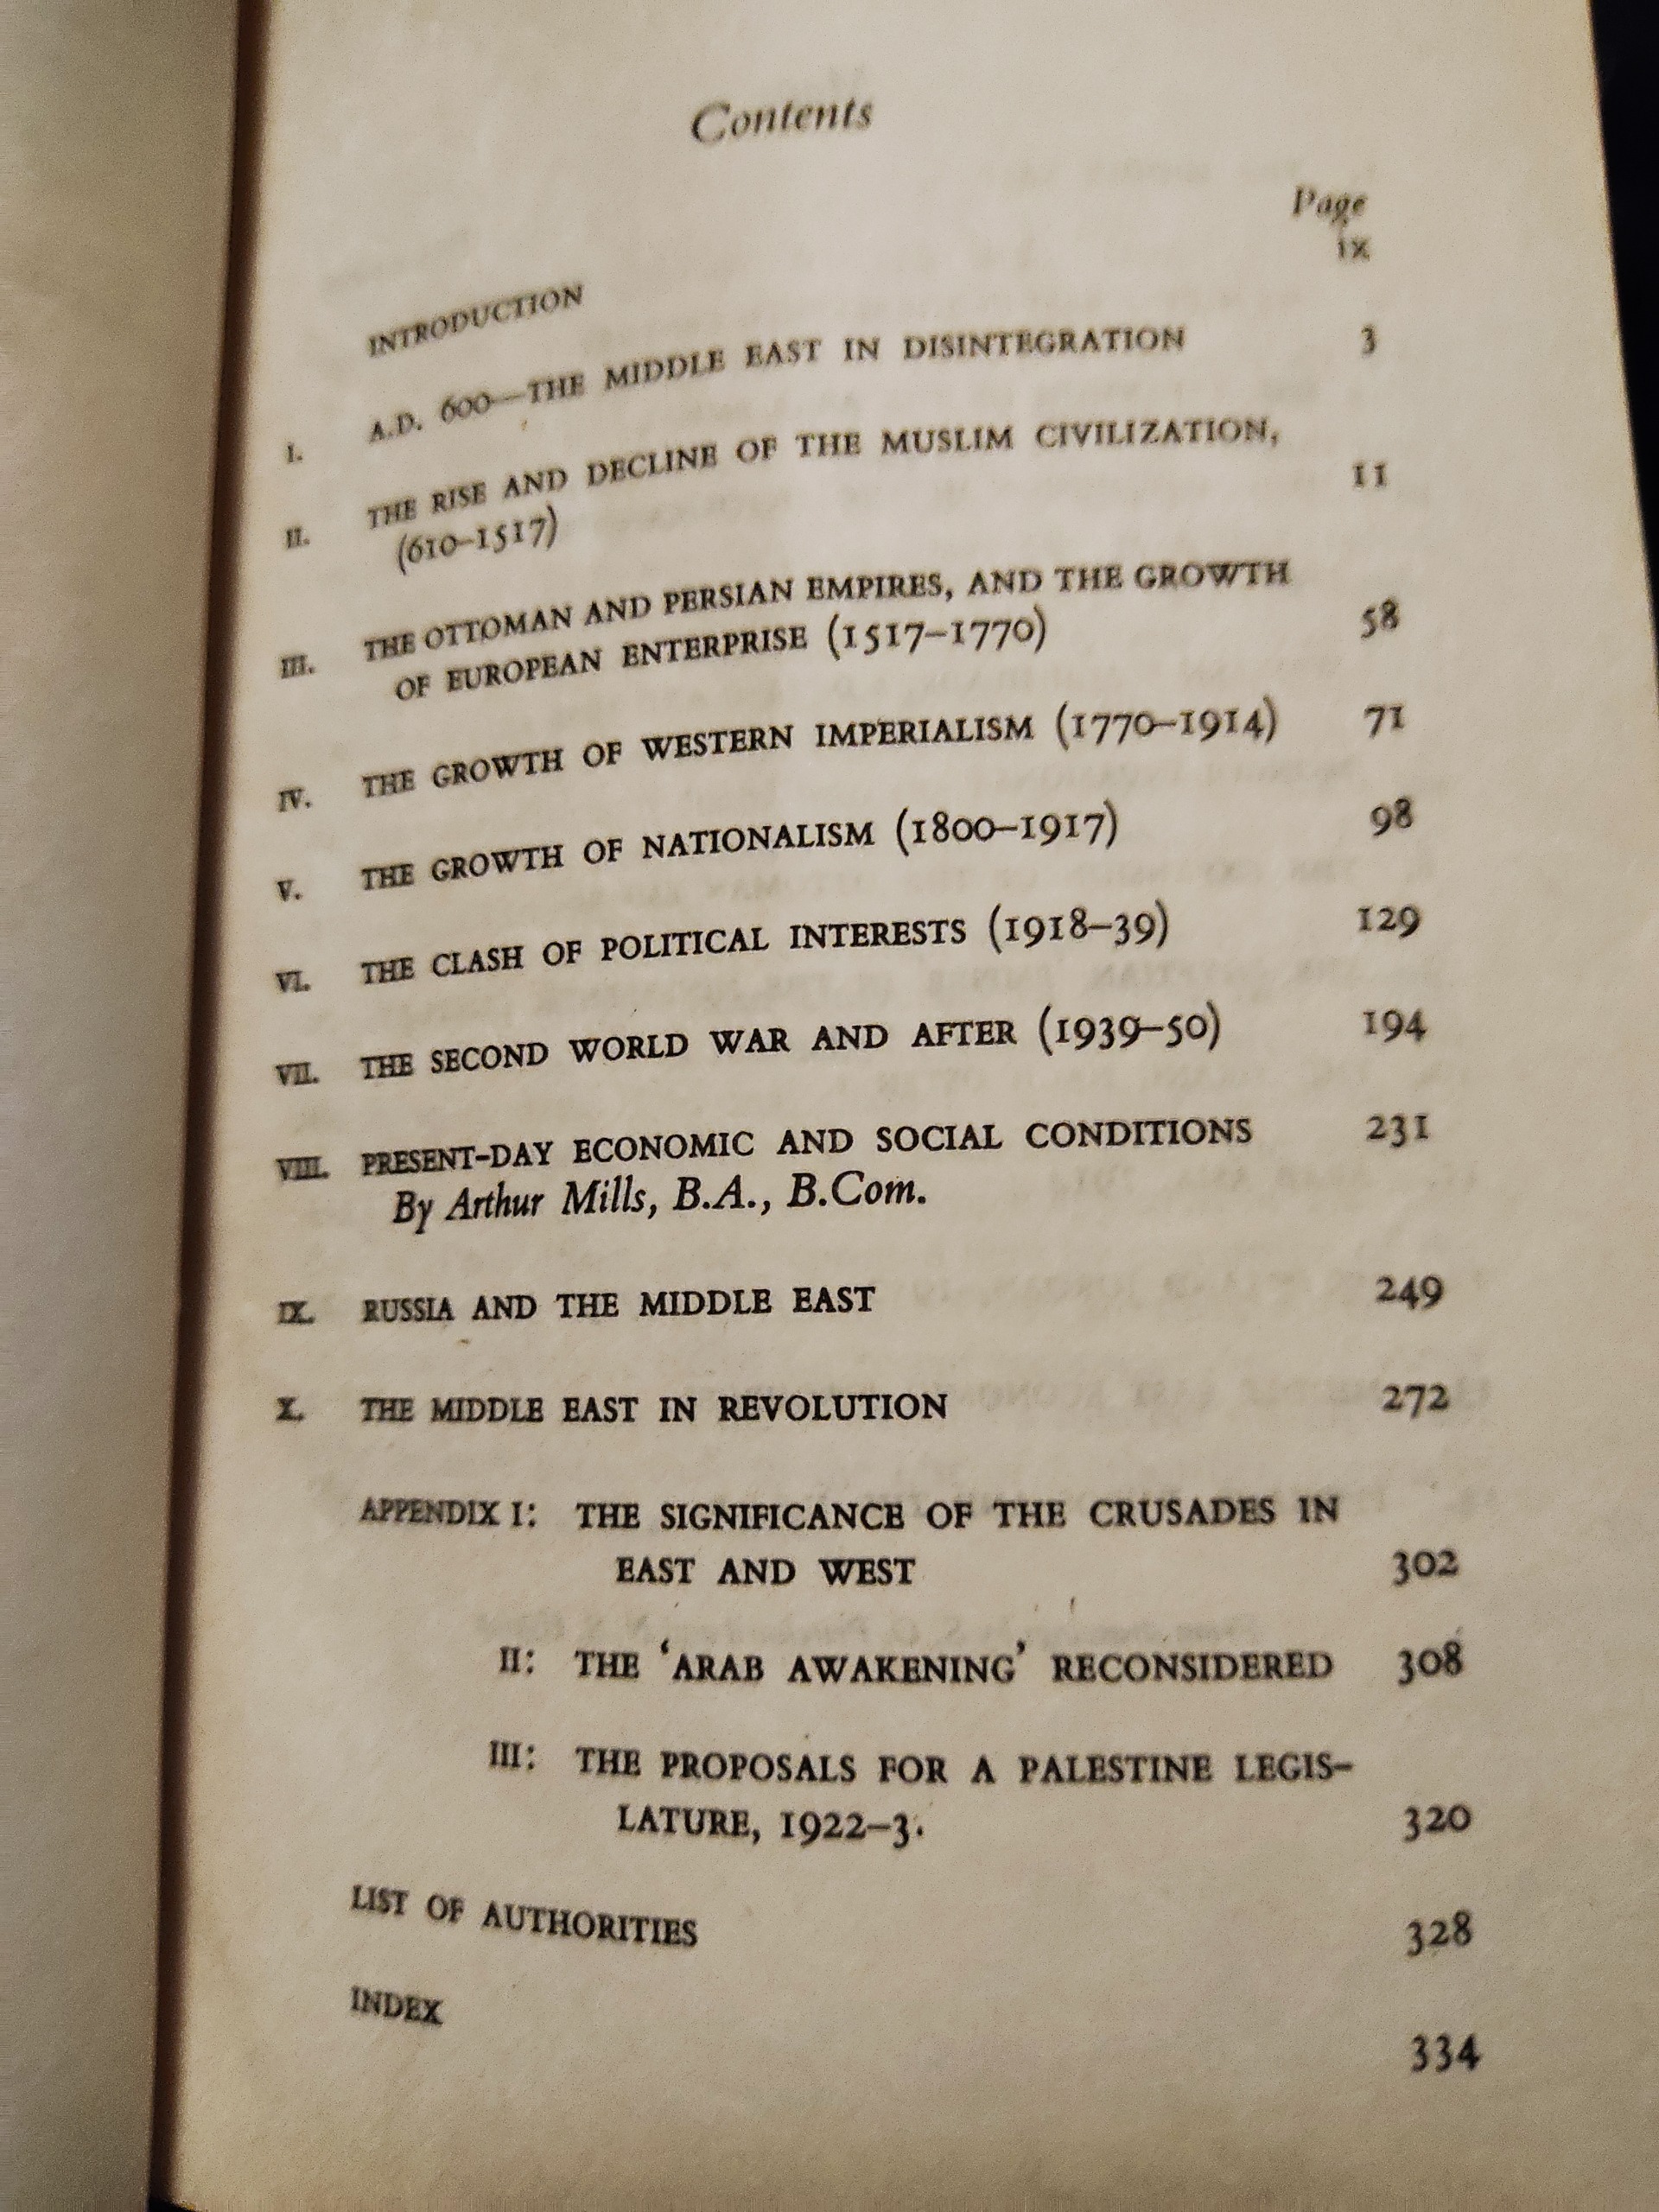 Contents
Page
INTRODUCTION ix
I. A.D. 600—THE MIDDLE EAST IN DISINTEGRATION 3
II. THE RISE AND DECLINE OF THE MUSLIM CIVILIZATION,
(610–1517) 11
III. THE OTTOMAN AND PERSIAN EMPIRES, AND THE GROWTH
OF EUROPEAN ENTERPRISE (1517–1770) 58
IV. THE GROWTH OF WESTERN IMPERIALISM (1770–1914) 71
V. THE GROWTH OF NATIONALISM (1800–1917) 98
VI. THE CLASH OF POLITICAL INTERESTS (1918–39) 129
VII. THE SECOND WORLD WAR AND AFTER (1939–50) 194
VIII. PRESENT-DAY ECONOMIC AND SOCIAL CONDITIONS 231
By Arthur Mills, B.A., B.Com.
IX. RUSSIA AND THE MIDDLE EAST 249
X. THE MIDDLE EAST IN REVOLUTION 272
APPENDIX I: THE SIGNIFICANCE OF THE CRUSADES IN
EAST AND WEST 302
II: THE ‘ARAB AWAKENING’ RECONSIDERED 308
III: THE PROPOSALS FOR A PALESTINE LEGIS-
LATURE, 1922–3. 320
LIST OF AUTHORITIES 328
INDEX 334